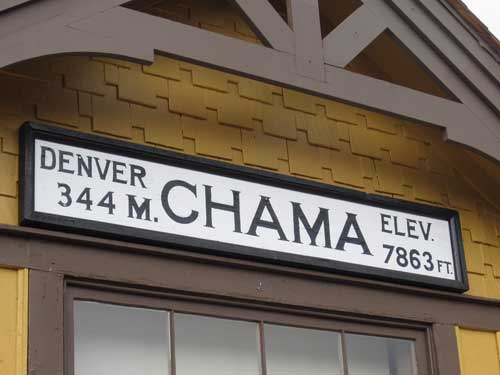 DENVER
344 M.
CHAMA
ELEV.
7863 FT.